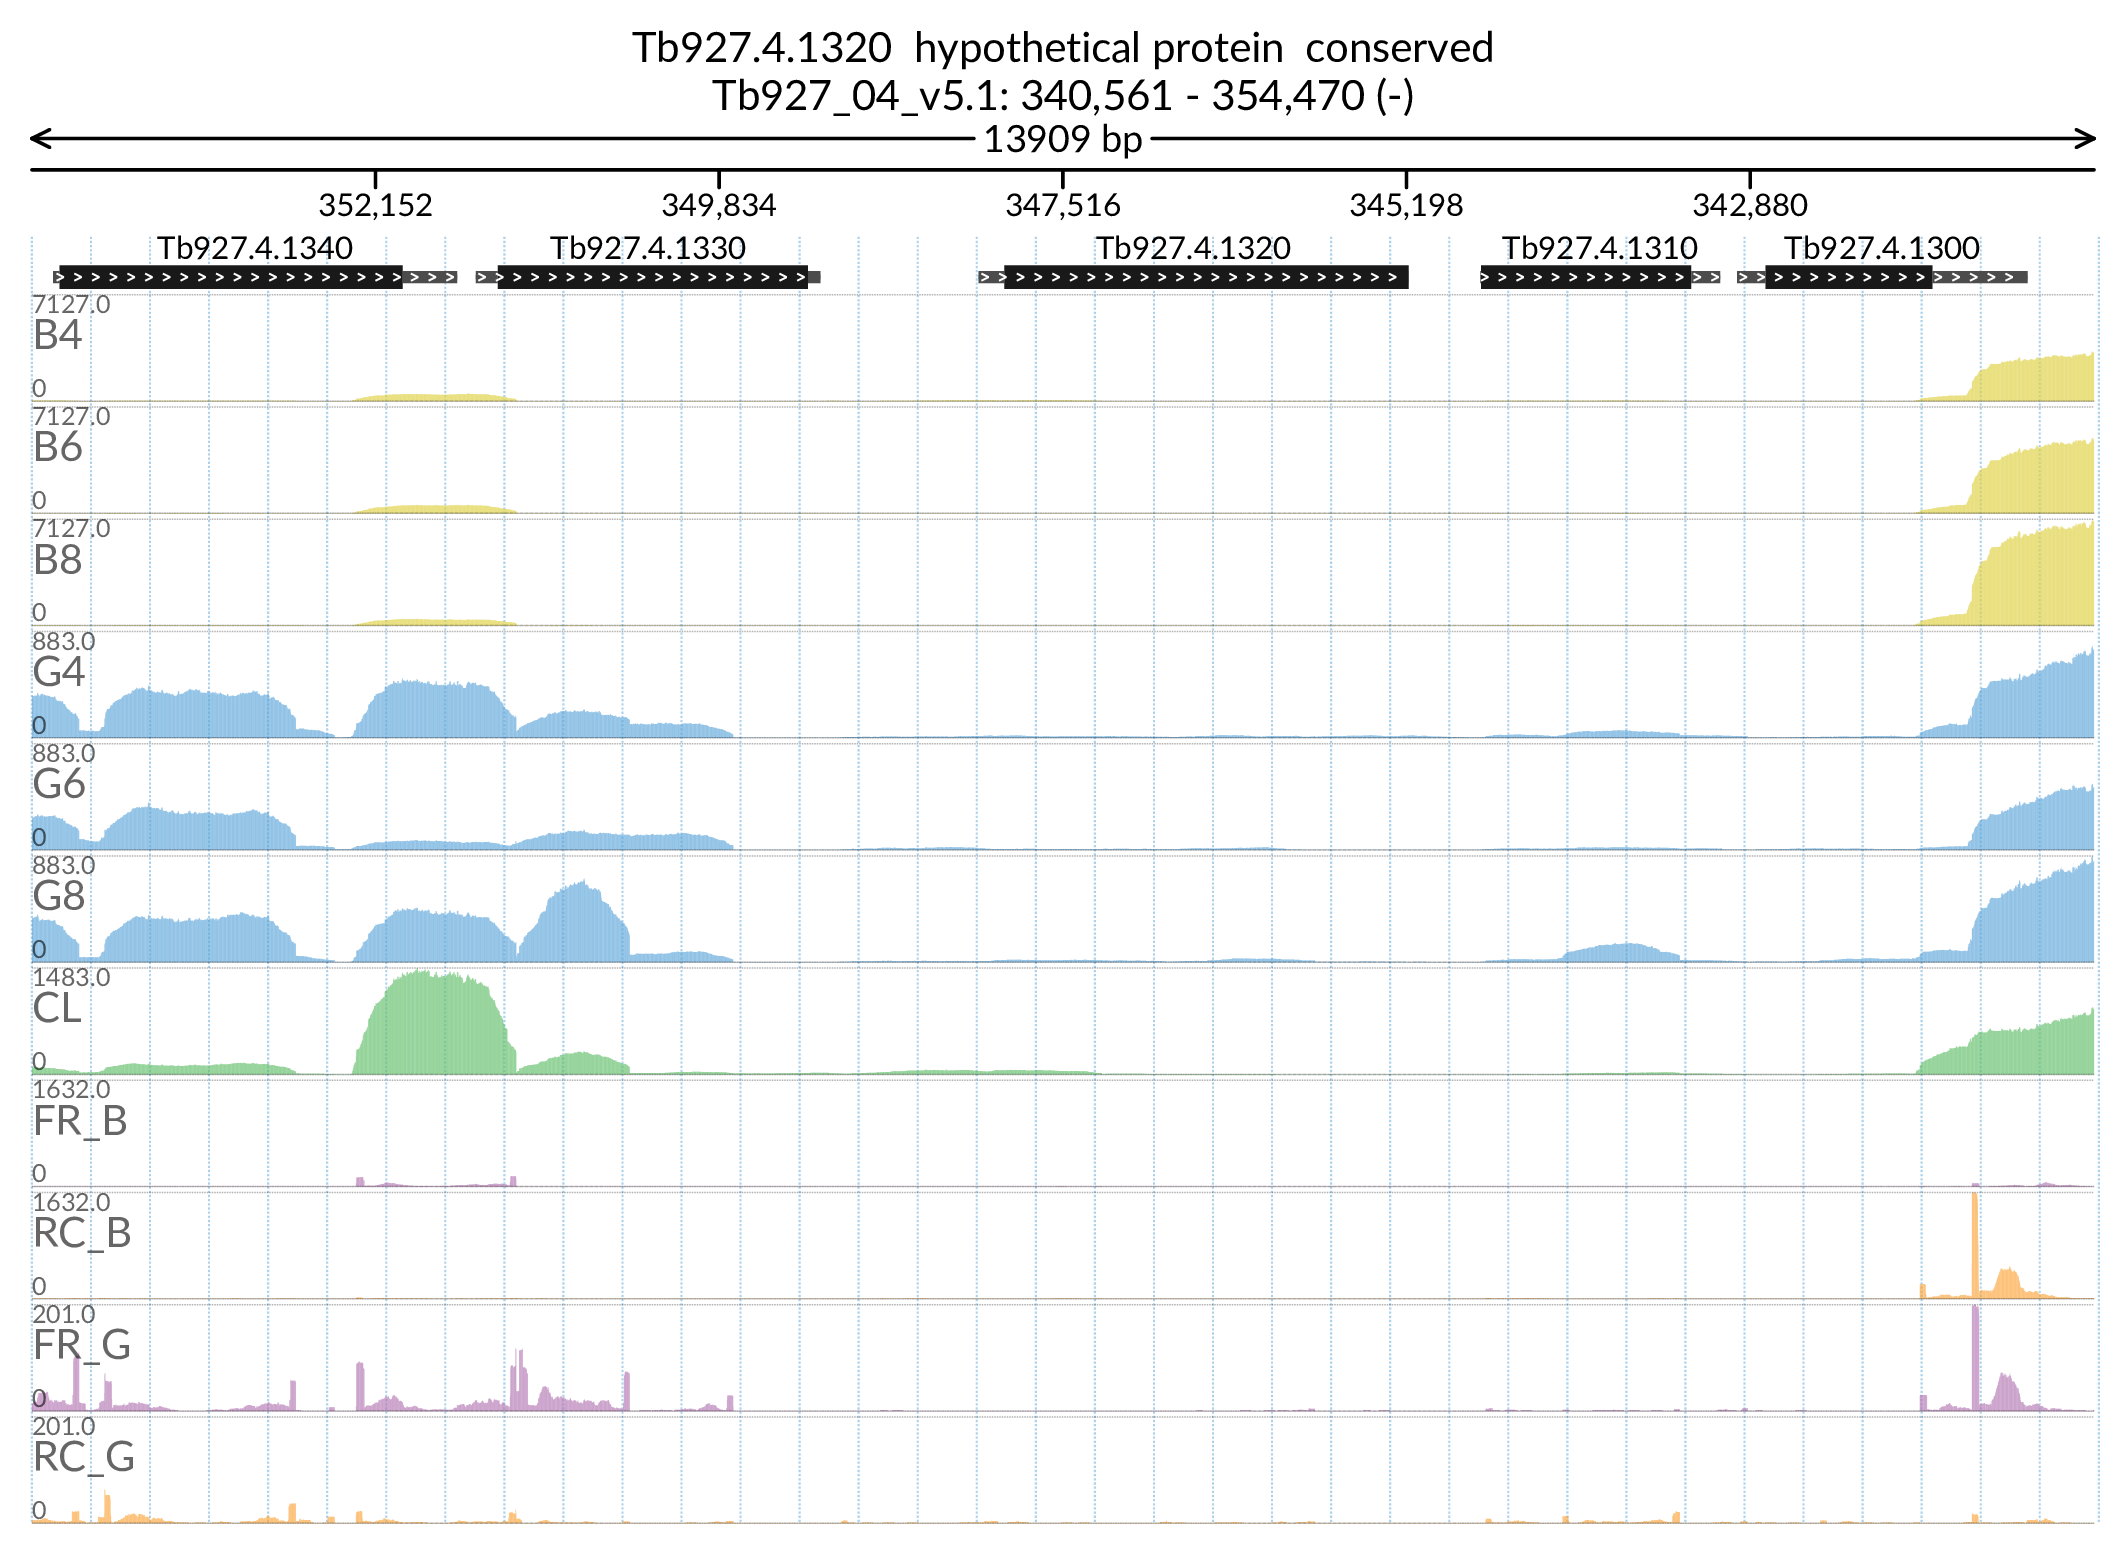 Tb927.4.1320 hypothetical protein conserved
Tb927_04_v5.1: 340,561 - 354,470 (-)
13909 bp
352,152 349,834 347,516 345,198 342,880
Tb927.4.1340 Tb927.4.1330 Tb927.4.1320 Tb927.4.1310 Tb927.4.1300
7127.0
B4
0
7127.0
B6
0
7127.0
B8
0
883.0
G4
0
883.0
G6
0
883.0
G8
0
1483.0
CL
0
1632.0
FR_B
0
1632.0
RC_B
0
201.0
FR_G
0
201.0
RC_G
0